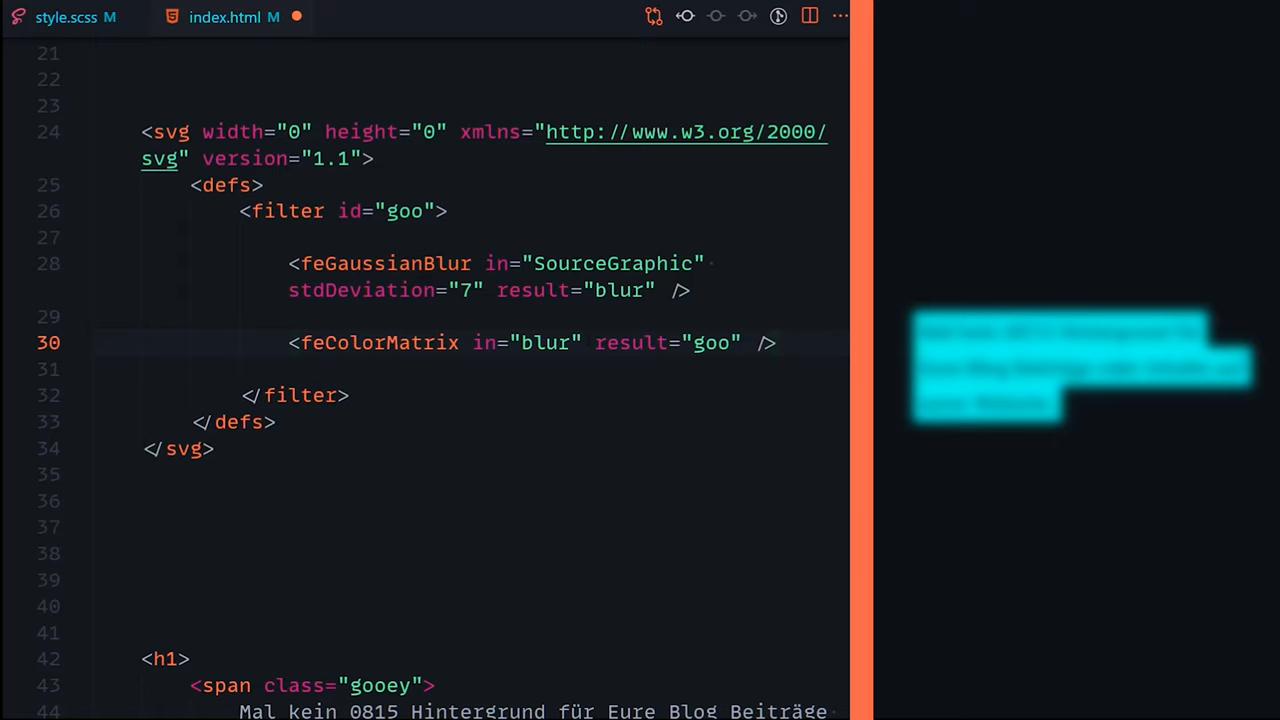 style.scss M
index.html M
21
22
23
24 <svg width="0" height="0" xmlns="http://www.w3.org/2000/
svg" version="1.1">
25 <defs>
26 <filter id="goo">
27
28 <feGaussianBlur in="SourceGraphic"
stdDeviation="7" result="blur" />
29
30 <feColorMatrix in="blur" result="goo" />
31
32 </filter>
33 </defs>
34 </svg>
35
36
37
38
39
40
41
42 <h1>
43 <span class="gooey">
44 Mal kein 0815 Hintergrund für Eure Blog Beiträge